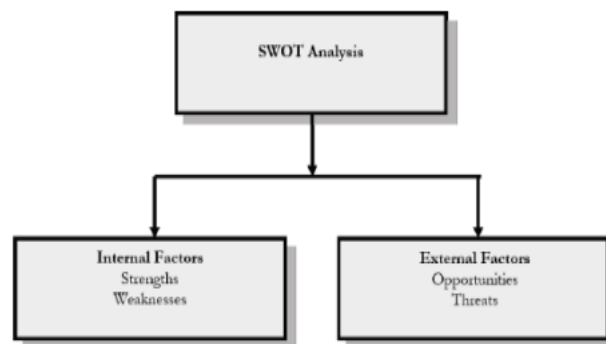 SWOT Analysis
Internal Factors
Strengths
Weaknesses
External Factors
Opportunities
Threats